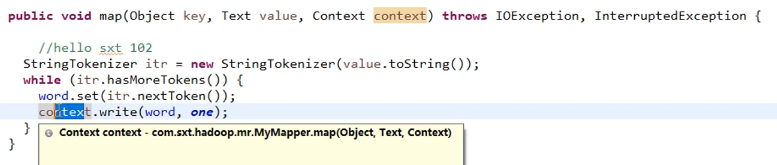 public void map(Object key, Text value, Context context) throws IOException, InterruptedException {
//hello sxt 102
StringTokenizer itr = new StringTokenizer(value.toString());
while (itr.hasMoreTokens()) {
word.set(itr.nextToken());
context.write(word, one);
}
Context context - com.sxt.hadoop.mr.MyMapper.map(Object, Text, Context)
}